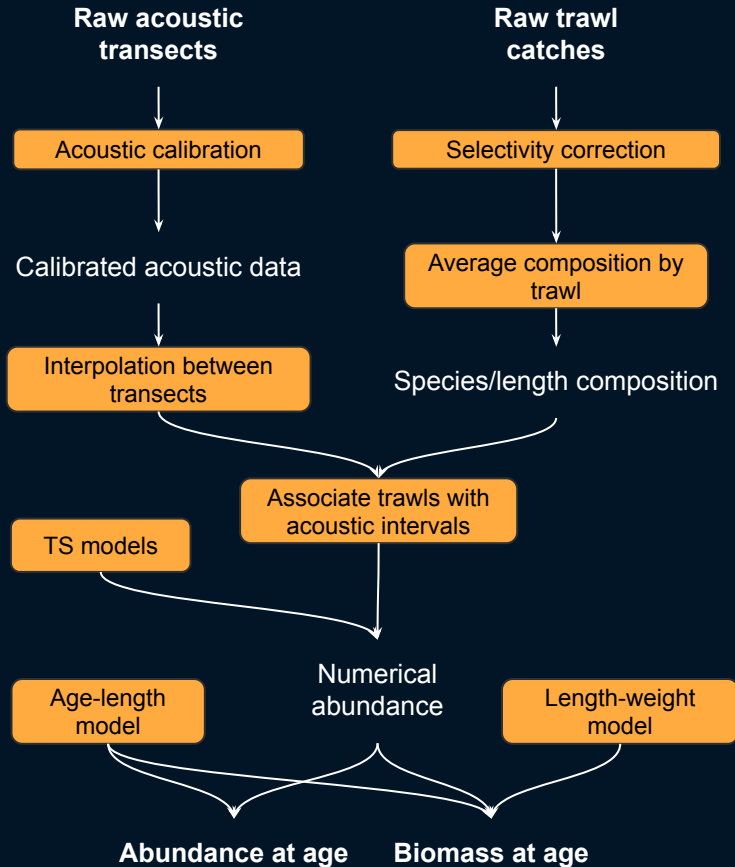 Raw acoustic
transects
Raw trawl
catches
Acoustic calibration
Selectivity correction
Calibrated acoustic data
Average composition by
trawl
Interpolation between
transects
Species/length composition
Associate trawls with
acoustic intervals
TS models
Numerical
abundance
Age-length
model
Length-weight
model
Abundance at age
Biomass at age